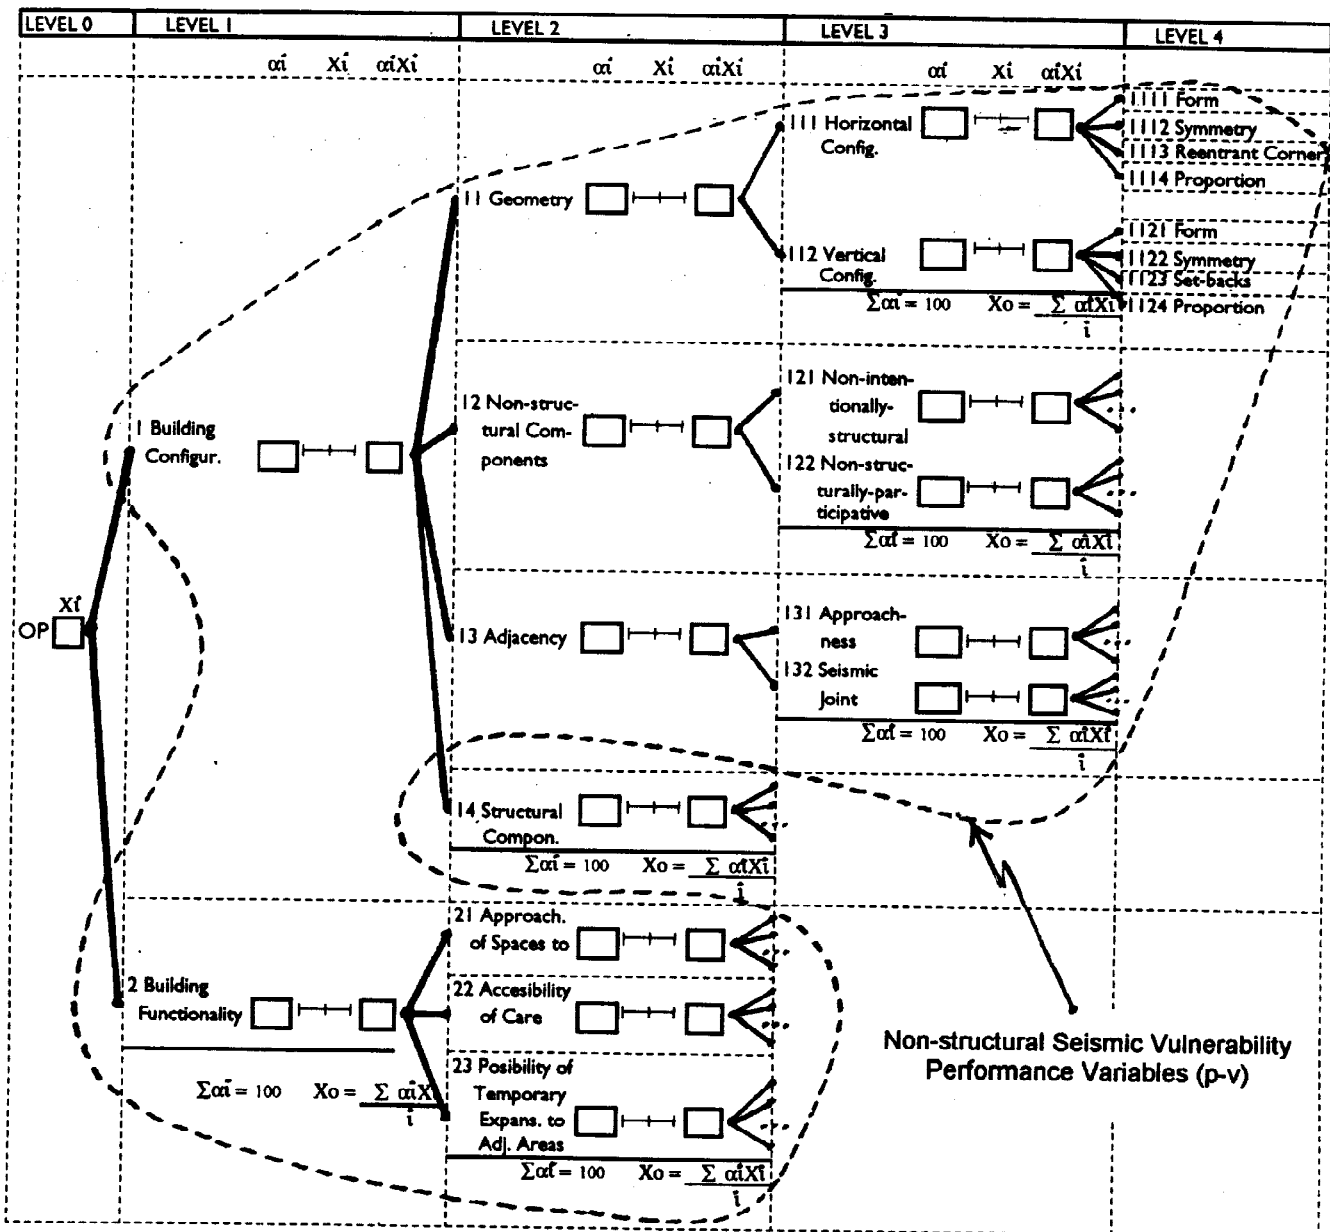 LEVEL 0 LEVEL 1 LEVEL 2 LEVEL 3 LEVEL 4
αi Xi αiXi αi Xi αiXi αi Xi αiXi
1111 Form
111 Horizontal
Config.
1112 Symmetry
1113 Reentrant Corner
1114 Proportion
11 Geometry
1121 Form
112 Vertical
Config.
1122 Symmetry
1123 Set-backs
1124 Proportion
Σαi = 100 Xo = Σ αiXi
i
121 Non-inten-
tionally-
structural
12 Non-struc-
tural Com-
ponents
1 Building
Configur.
122 Non-struc-
turally-par-
ticipative
Σαi = 100 Xo = Σ αiXi
i
Xi
OP
13 Adjacency
131 Approach-
ness
132 Seismic
Joint
Σαi = 100 Xo = Σ αiXi
i
14 Structural
Compon.
Σαi = 100 Xo = Σ αiXi
i
21 Approach.
of Spaces to
2 Building
Functionality
22 Accesibility
of Care
23 Posibility of
Temporary
Expans. to
Adj. Areas
Σαi = 100 Xo = Σ αiXi
i
Σαi = 100 Xo = Σ αiXi
i
Non-structural Seismic Vulnerability
Performance Variables (p-v)